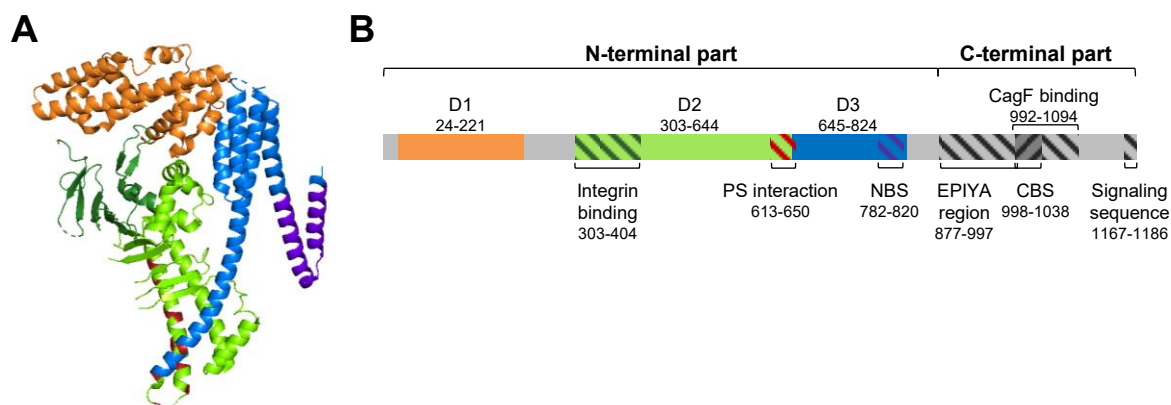 A
B
N-terminal part
C-terminal part
CagF binding
992-1094
D1
24-221
D2
303-644
D3
645-824
Integrin
binding
303-404
PS interaction
613-650
NBS
782-820
EPIYA
region
877-997
CBS
998-1038
Signaling
sequence
1167-1186